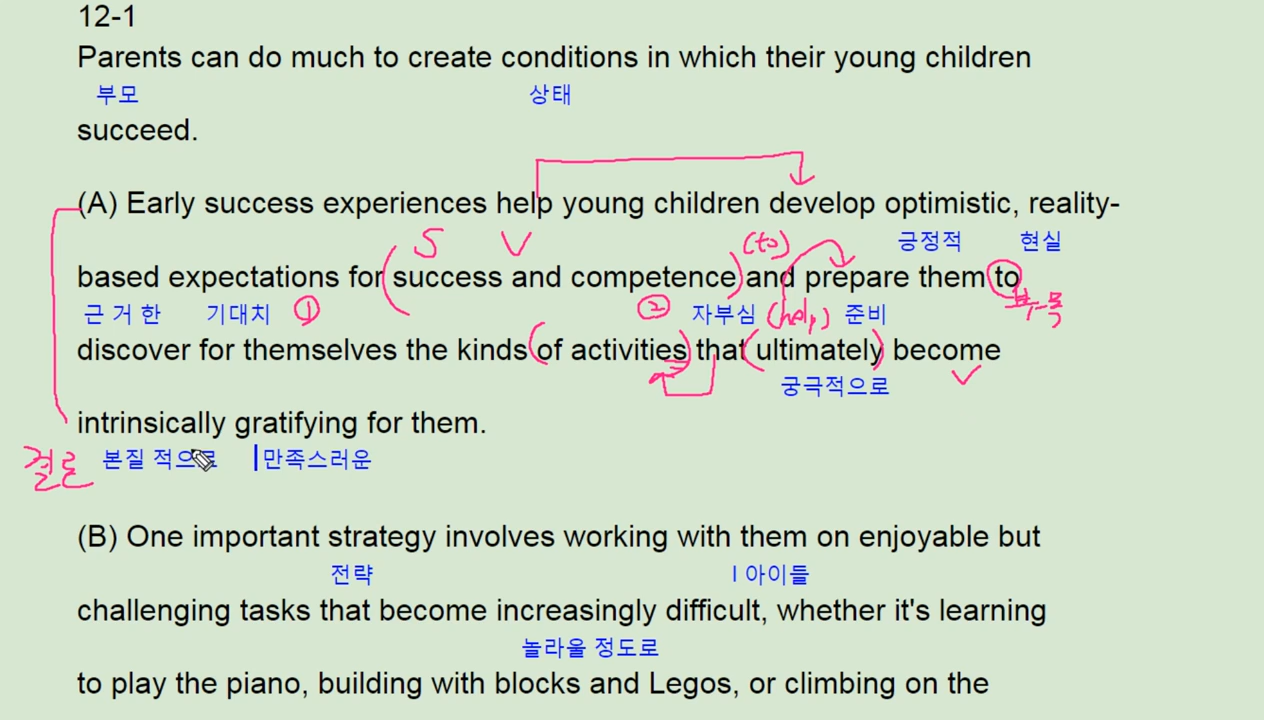 12-1
Parents can do much to create conditions in which their young children
부모 상태
succeed.
(A) Early success experiences help young children develop optimistic, reality-
S V (to) 긍정적 현실
based expectations for (success and competence) and prepare them to
근 거 한 기대치 ① ② 자부심 (help) 준비 부-목
discover for themselves the kinds (of activities) that (ultimately) become
궁극적으로 V
intrinsically gratifying for them.
결론 본질 적으로 만족스러운
(B) One important strategy involves working with them on enjoyable but
전략 아이들
challenging tasks that become increasingly difficult, whether it's learning
놀라울 정도로
to play the piano, building with blocks and Legos, or climbing on the